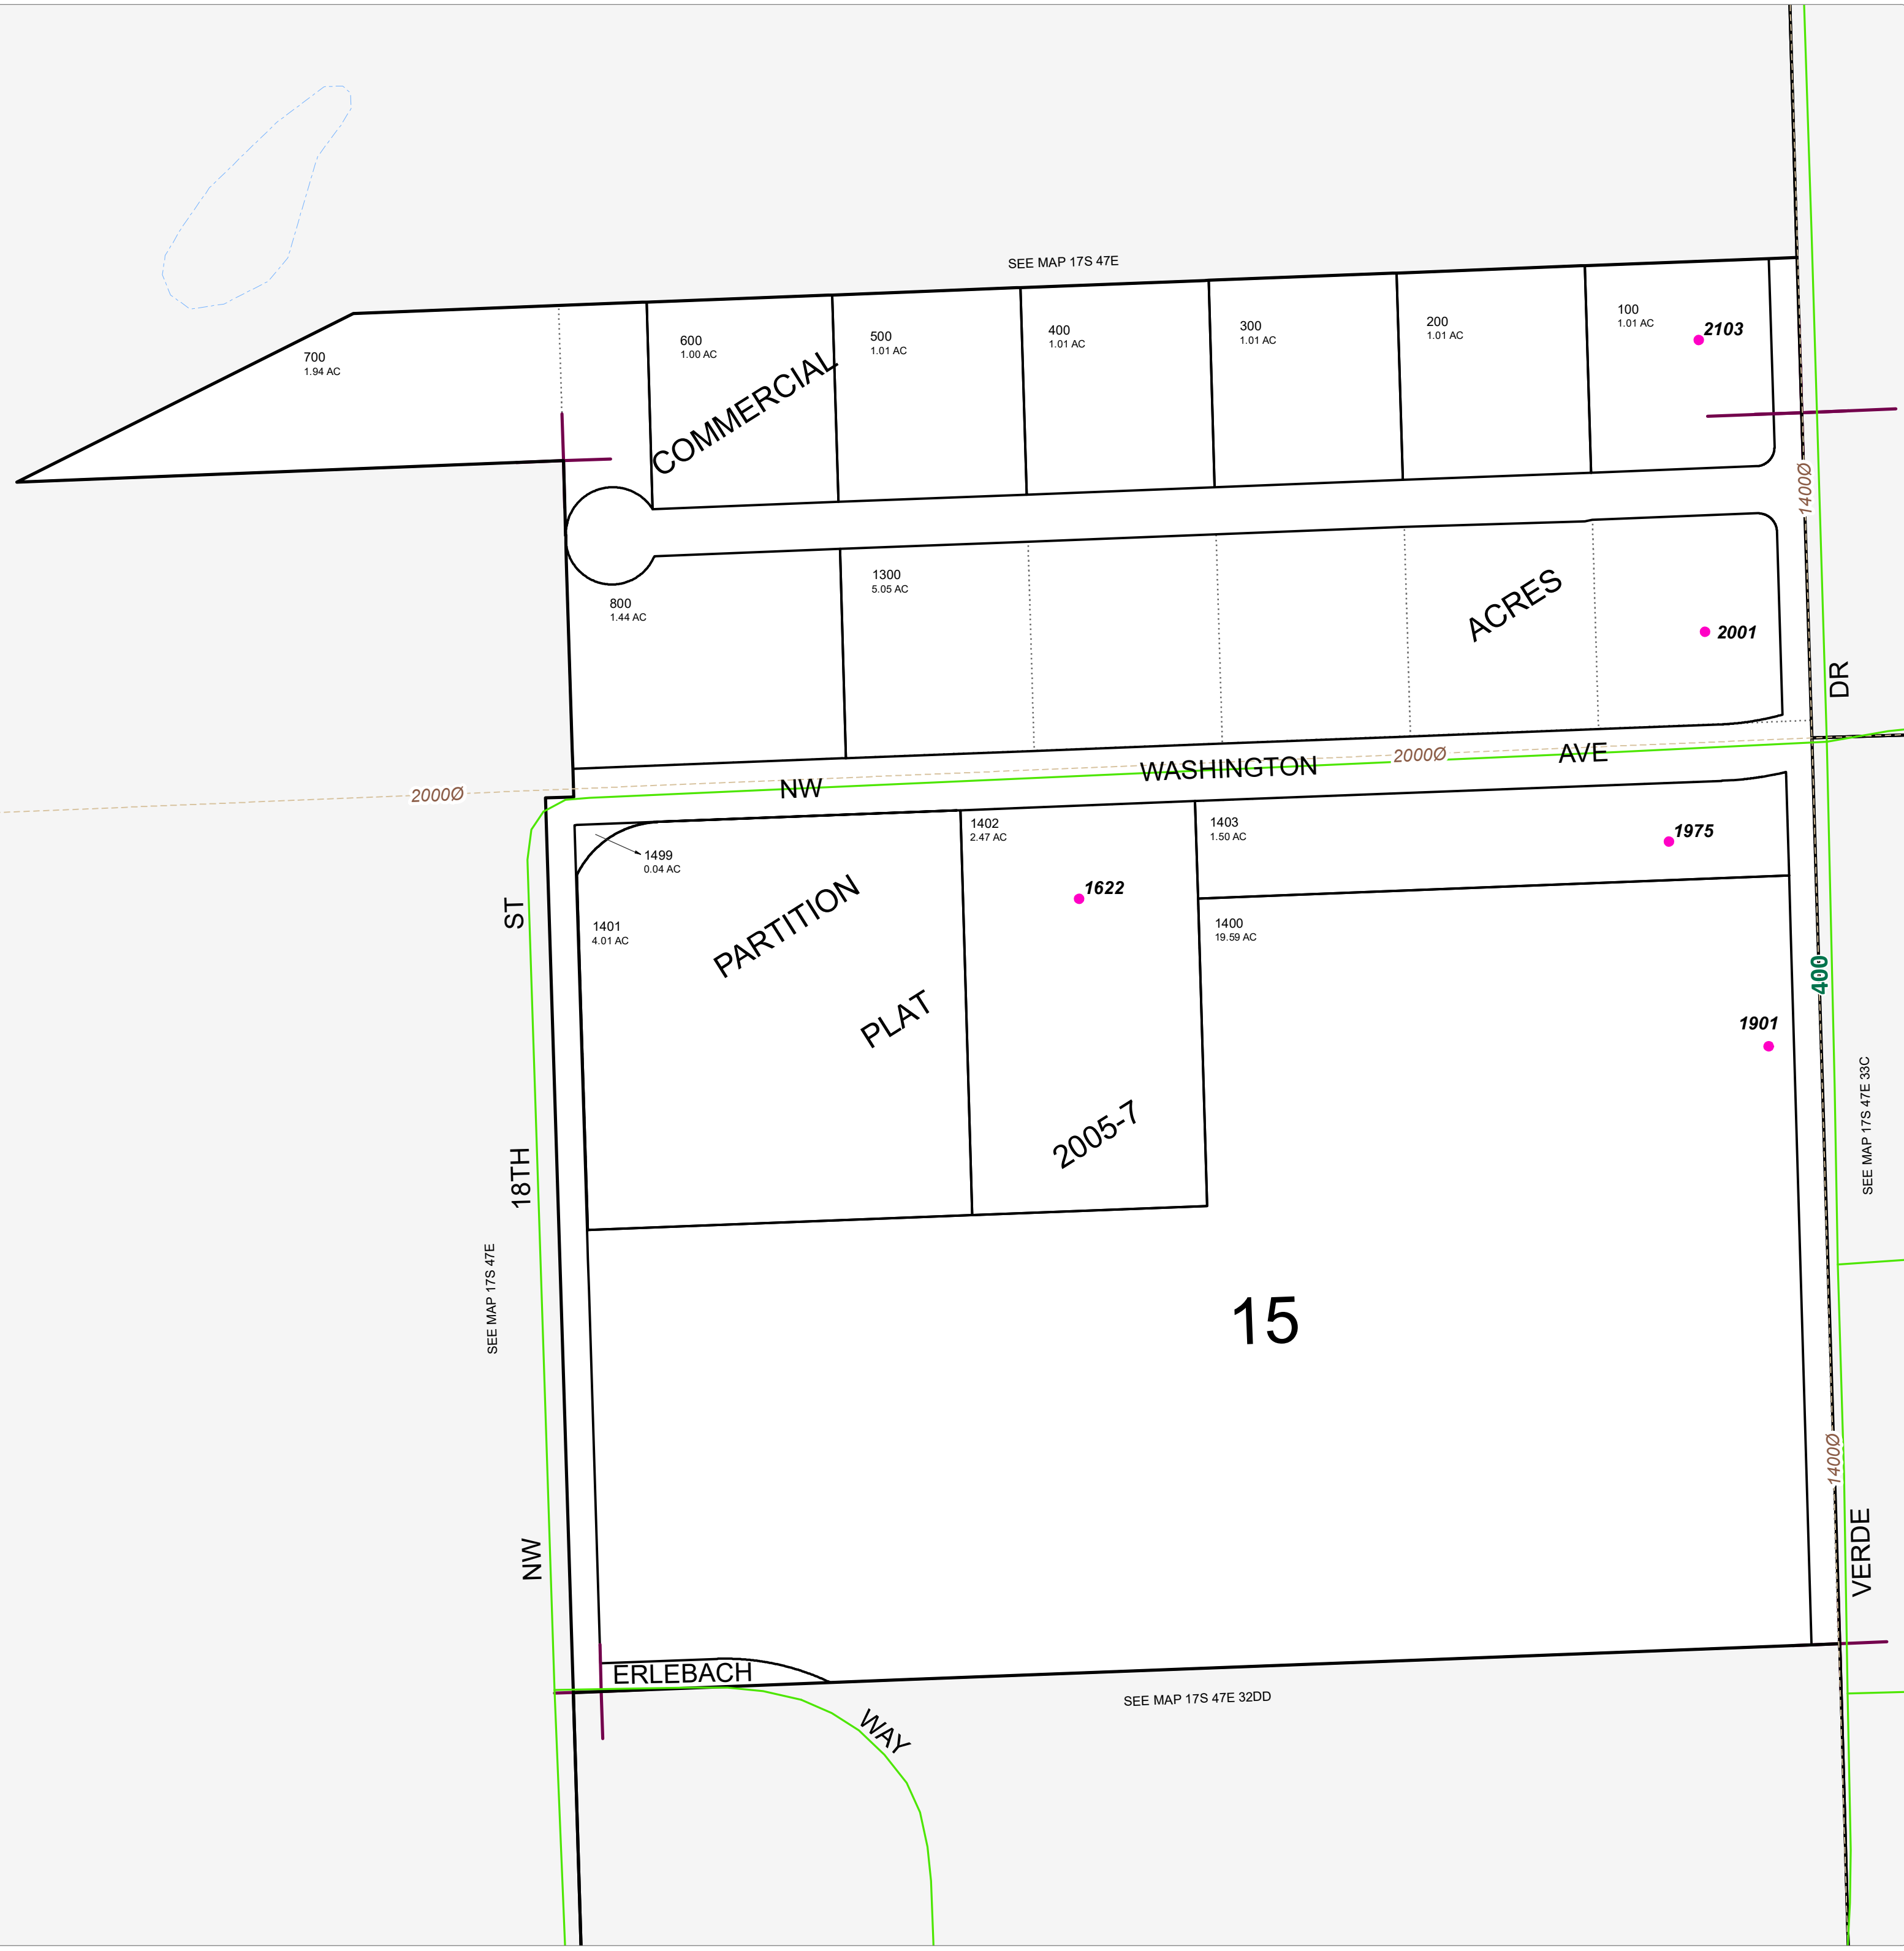 SEE MAP 17S 47E
100
1.01 AC
2103
200
1.01 AC
300
1.01 AC
400
1.01 AC
500
1.01 AC
600
1.00 AC
700
1.94 AC
COMMERCIAL
1400Ø
1300
5.05 AC
800
1.44 AC
ACRES
2001
DR
NW WASHINGTON AVE
2000Ø
2000Ø
1402
2.47 AC
1403
1.50 AC
1975
1499
0.04 AC
1622
1401
4.01 AC
1400
19.59 AC
PARTITION
PLAT
2005-7
400
1901
NW 18TH ST
SEE MAP 17S 47E 33C
SEE MAP 17S 47E
15
1400Ø
VERDE
ERLEBACH
WAY
SEE MAP 17S 47E 32DD